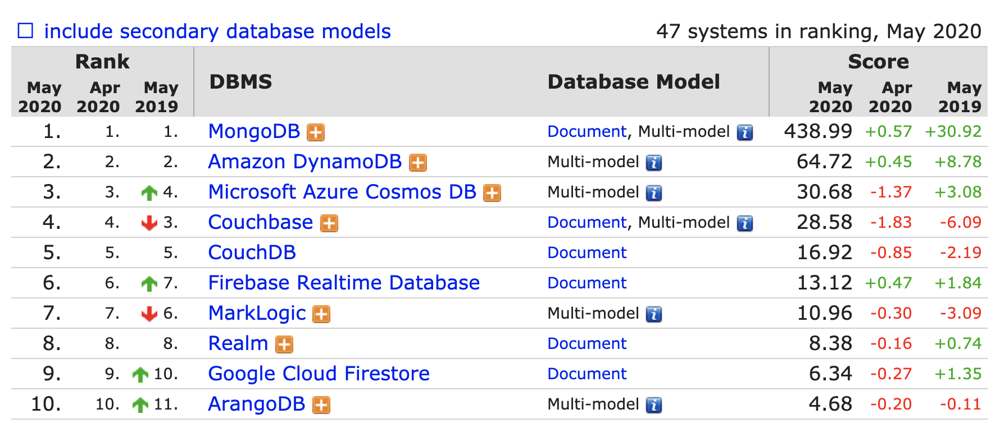 include secondary database models 47 systems in ranking, May 2020
Rank DBMS Database Model Score
May 2020 Apr 2020 May 2019 May 2020 Apr 2020 May 2019
1. 1. 1. MongoDB Document, Multi-model 438.99 +0.57 +30.92
2. 2. 2. Amazon DynamoDB Multi-model 64.72 +0.45 +8.78
3. 3. 4. Microsoft Azure Cosmos DB Multi-model 30.68 -1.37 +3.08
4. 4. 3. Couchbase Document, Multi-model 28.58 -1.83 -6.09
5. 5. 5. CouchDB Document 16.92 -0.85 -2.19
6. 6. 7. Firebase Realtime Database Document 13.12 +0.47 +1.84
7. 7. 6. MarkLogic Multi-model 10.96 -0.30 -3.09
8. 8. 8. Realm Document 8.38 -0.16 +0.74
9. 9. 10. Google Cloud Firestore Document 6.34 -0.27 +1.35
10. 10. 11. ArangoDB Multi-model 4.68 -0.20 -0.11